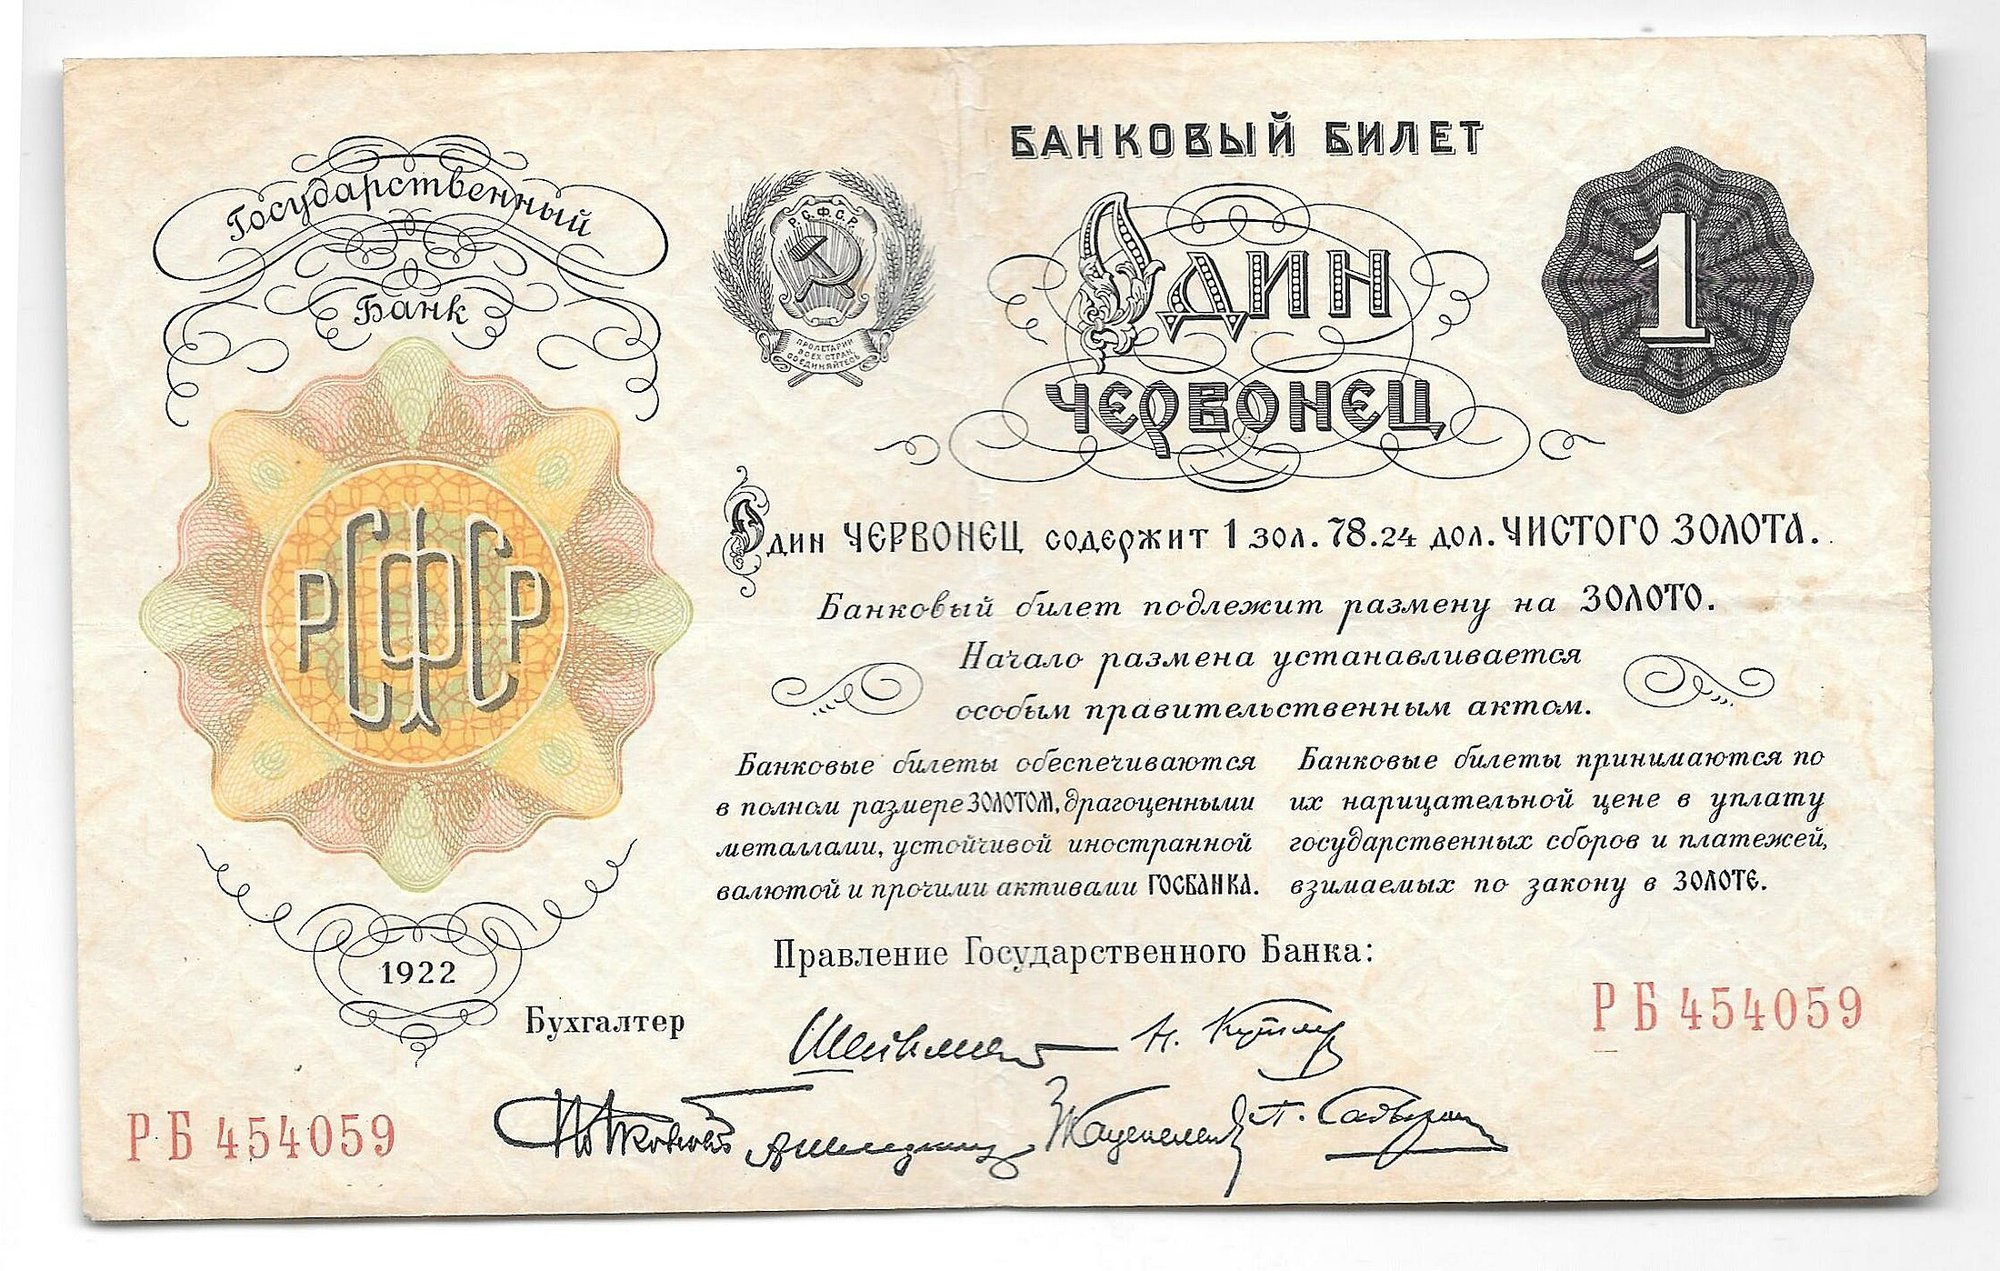 Государственный
Банк
РСФСР
1922
Р.С.Ф.С.Р.
ПРОЛЕТАРИИ
ВСЕХ СТРАН
СОЕДИНЯЙТЕСЬ
БАНКОВЫЙ БИЛЕТ
Один
ЧЕРВОНЕЦ
1
Один ЧЕРВОНЕЦ содержит 1 зол. 78.24 дол. ЧИСТОГО ЗОЛОТА.
Банковый билет подлежит размену на ЗОЛОТО.
Начало размена устанавливается
особым правительственным актом.
Банковые билеты обеспечиваются
в полном размере ЗОЛОТОМ, драгоценными
металлами, устойчивой иностранной
валютой и прочими активами ГОСБАНКА.
Банковые билеты принимаются по
их нарицательной цене в уплату
государственных сборов и платежей,
взимаемых по закону в ЗОЛОТЕ.
Правление Государственного Банка:
Бухгалтер
РБ 454059
РБ 454059